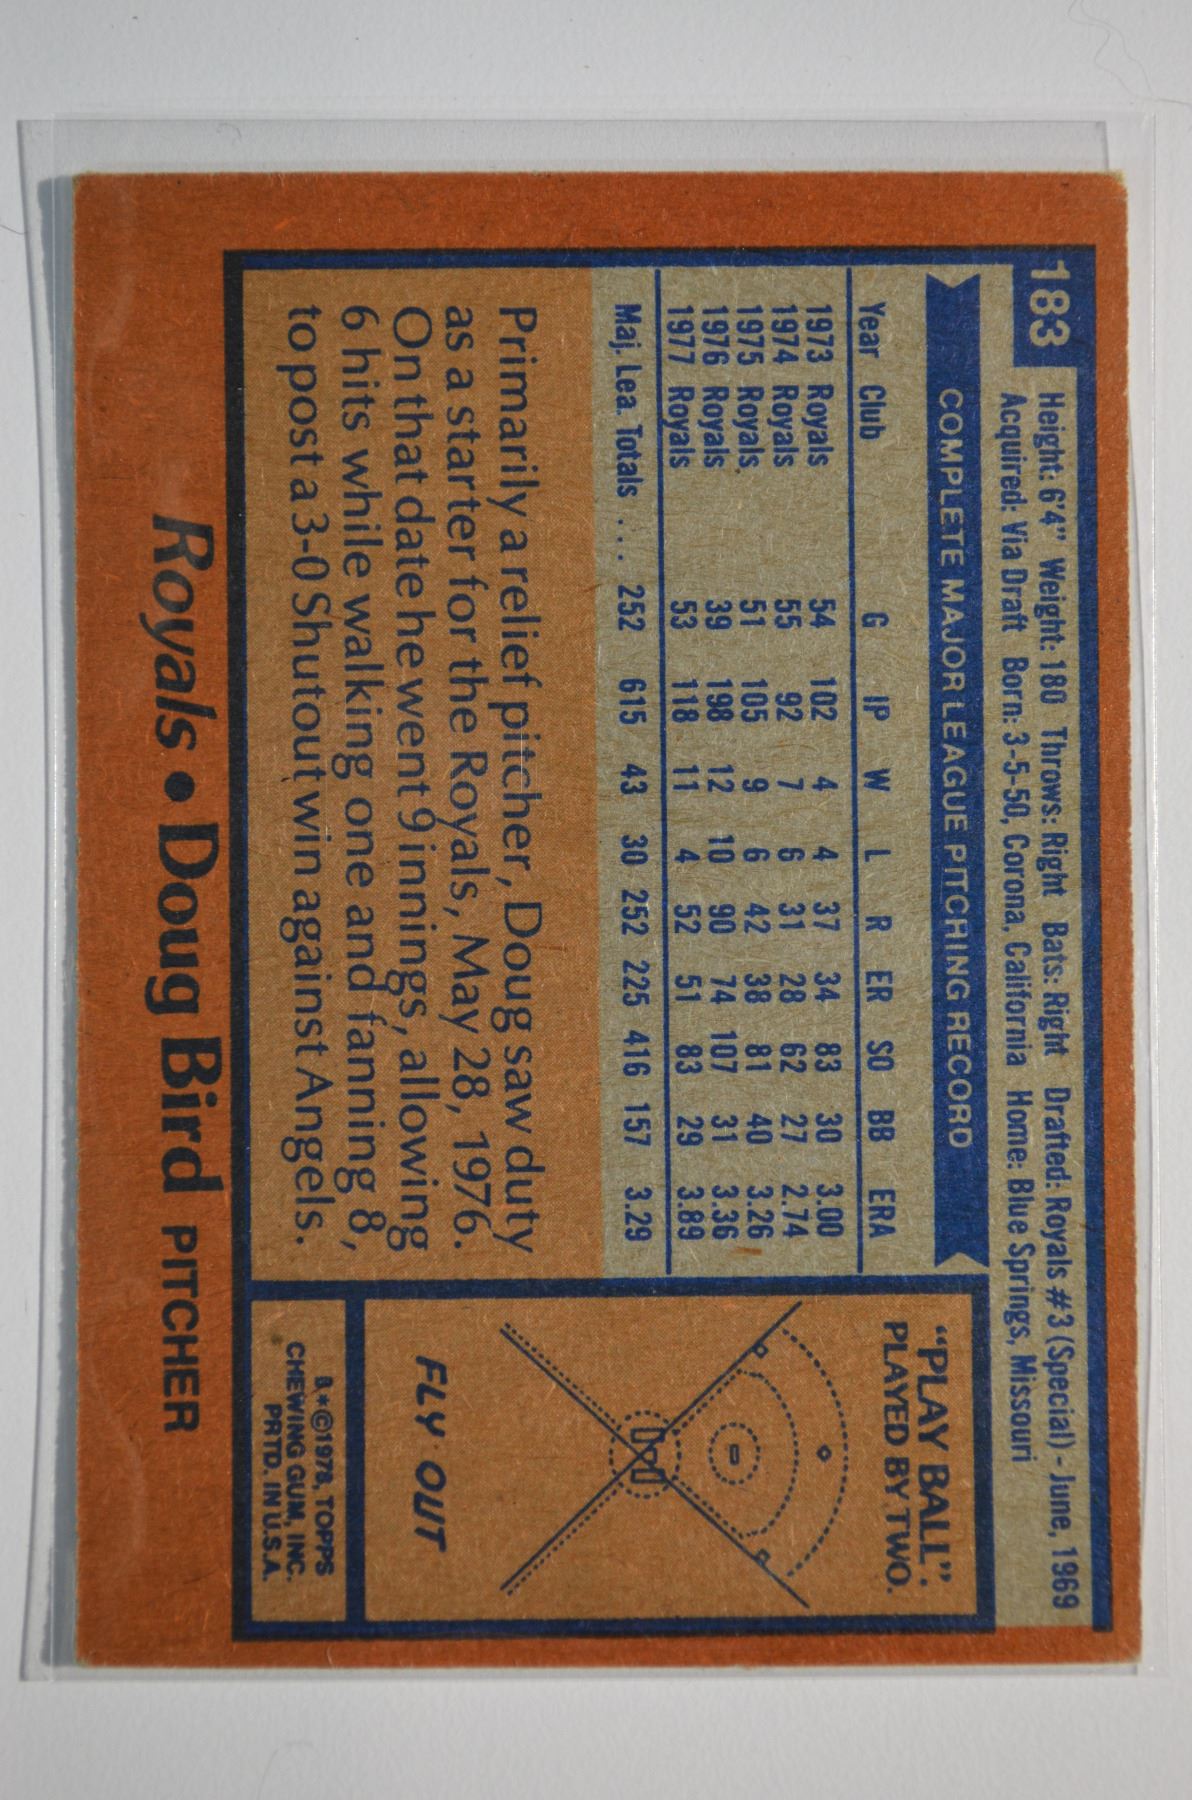 183
Height: 6'4" Weight: 180 Throws: Right Bats: Right Drafted: Royals #3 (Special) - June, 1969
Acquired: Via Draft Born: 3-5-50, Corona, California Home: Blue Springs, Missouri
COMPLETE MAJOR LEAGUE PITCHING RECORD
Year Club G IP W L R ER SO BB ERA
1973 Royals 54 102 4 4 37 34 83 30 3.00
1974 Royals 55 92 7 6 31 28 62 27 2.74
1975 Royals 51 105 9 6 42 38 81 40 3.26
1976 Royals 39 198 12 10 90 74 107 31 3.36
1977 Royals 53 118 11 4 52 51 83 29 3.89
Maj. Lea. Totals . . . 252 615 43 30 252 225 416 157 3.29
Primarily a relief pitcher, Doug saw duty
as a starter for the Royals, May 28, 1976.
On that date he went 9 innings, allowing
6 hits while walking one and fanning 8,
to post a 3-0 Shutout win against Angels.
"PLAY BALL".
PLAYED BY TWO.
FLY OUT
B*©1978, TOPPS
CHEWING GUM, INC.
PRTD. IN U.S.A.
Royals • Doug Bird PITCHER